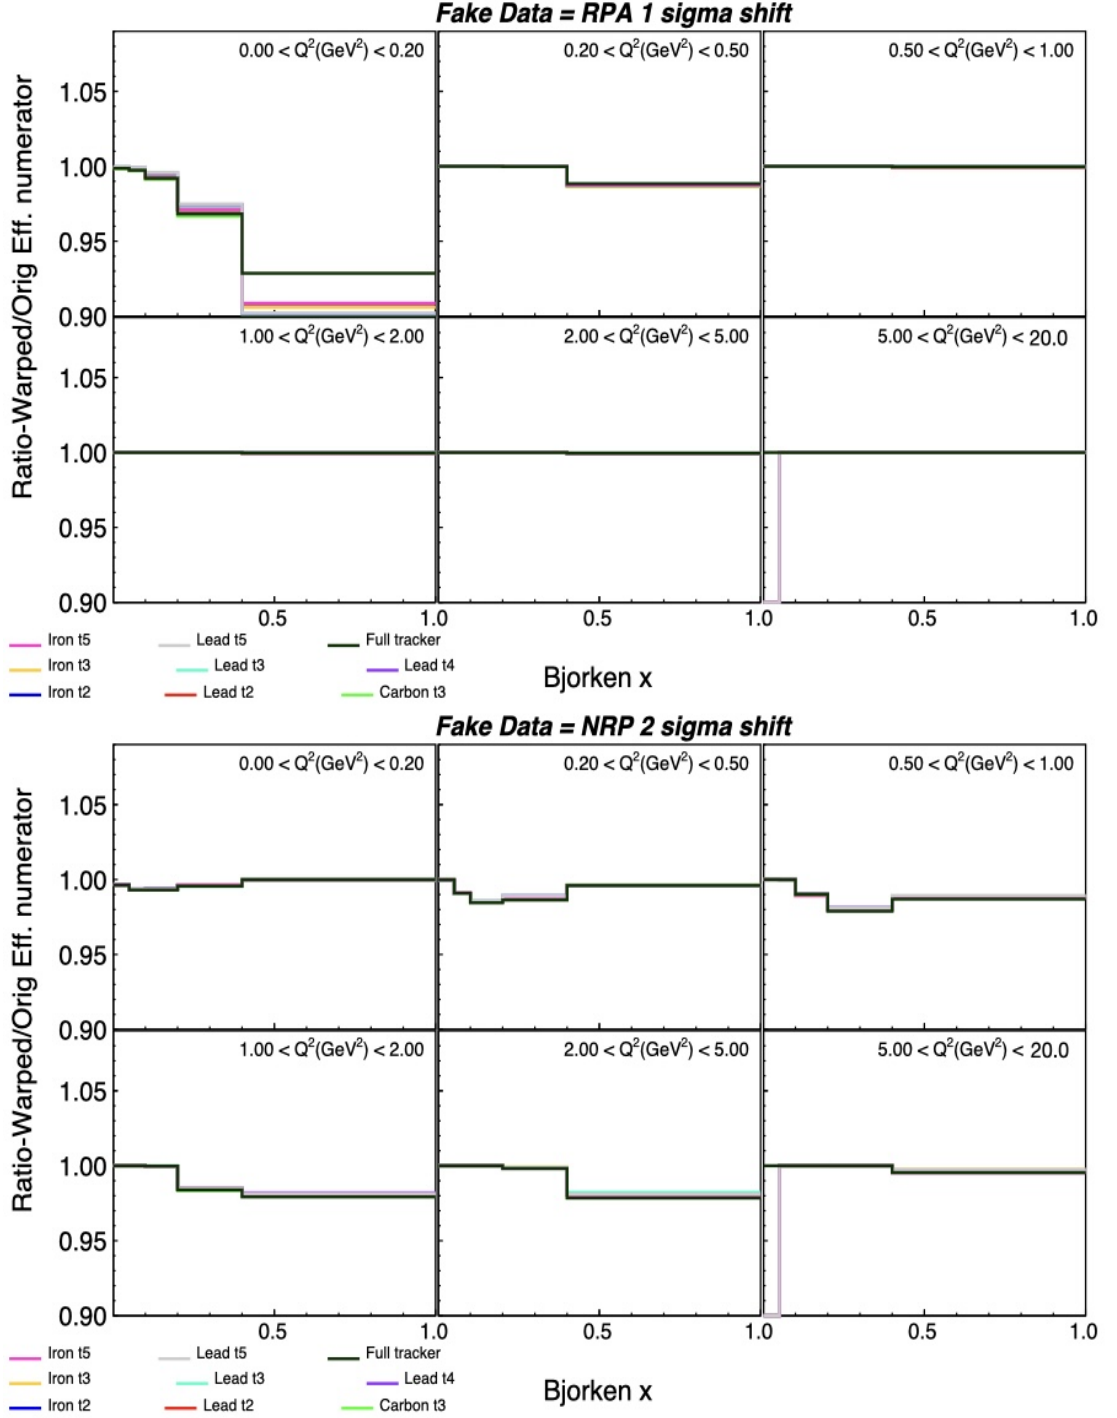 Fake Data = RPA 1 sigma shift
Ratio-Warped/Orig Eff. numerator
0.00 < Q²(GeV²) < 0.20
0.20 < Q²(GeV²) < 0.50
0.50 < Q²(GeV²) < 1.00
1.05
1.00
0.95
0.90
1.00 < Q²(GeV²) < 2.00
2.00 < Q²(GeV²) < 5.00
5.00 < Q²(GeV²) < 20.0
1.05
1.00
0.95
0.90
0.5 1.0 0.5 1.0 0.5 1.0
Iron t5 Lead t5 Full tracker
Iron t3 Lead t3 Lead t4
Iron t2 Lead t2 Carbon t3
Bjorken x
Fake Data = NRP 2 sigma shift
Ratio-Warped/Orig Eff. numerator
0.00 < Q²(GeV²) < 0.20
0.20 < Q²(GeV²) < 0.50
0.50 < Q²(GeV²) < 1.00
1.05
1.00
0.95
0.90
1.00 < Q²(GeV²) < 2.00
2.00 < Q²(GeV²) < 5.00
5.00 < Q²(GeV²) < 20.0
1.05
1.00
0.95
0.90
0.5 1.0 0.5 1.0 0.5 1.0
Iron t5 Lead t5 Full tracker
Iron t3 Lead t3 Lead t4
Iron t2 Lead t2 Carbon t3
Bjorken x